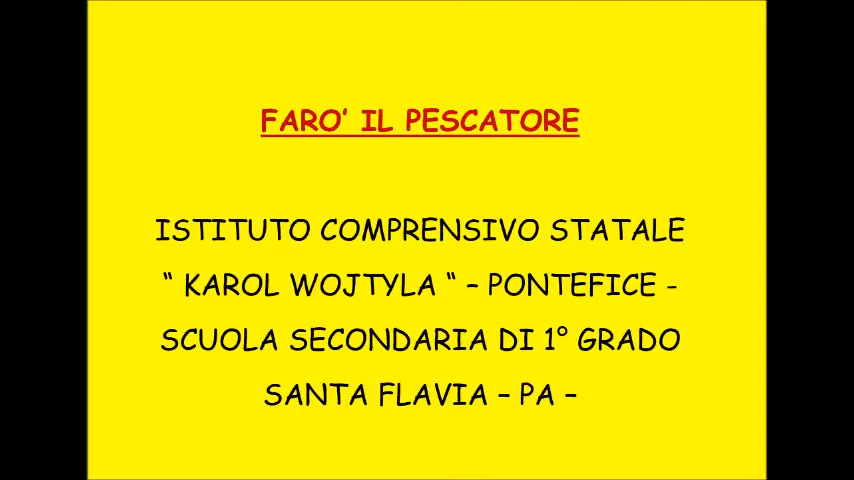 FARO’ IL PESCATORE
ISTITUTO COMPRENSIVO STATALE
“ KAROL WOJTYLA “ – PONTEFICE -
SCUOLA SECONDARIA DI 1° GRADO
SANTA FLAVIA – PA –